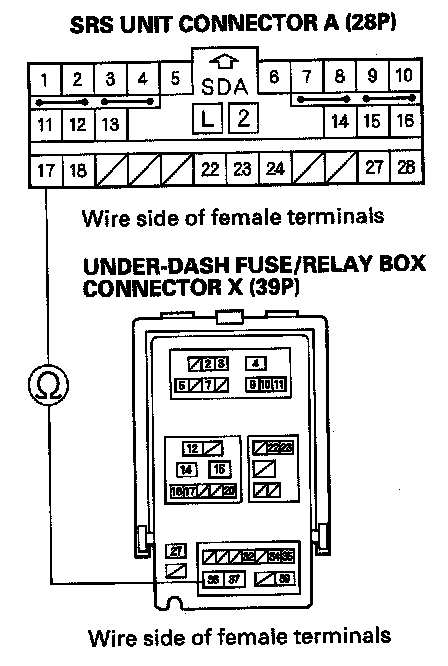 SRS UNIT CONNECTOR A (28P)
1 2 3 4 5 6 7 8 9 10
SDA
11 12 13 L 2 14 15 16
17 18 22 23 24 27 28
Wire side of female terminals
UNDER-DASH FUSE/RELAY BOX
CONNECTOR X (39P)
2 3 4
5 7 9 10 11
Ω
12 22 23
14 15
16 17 20
27 32 34 35
36 37 39
Wire side of female terminals